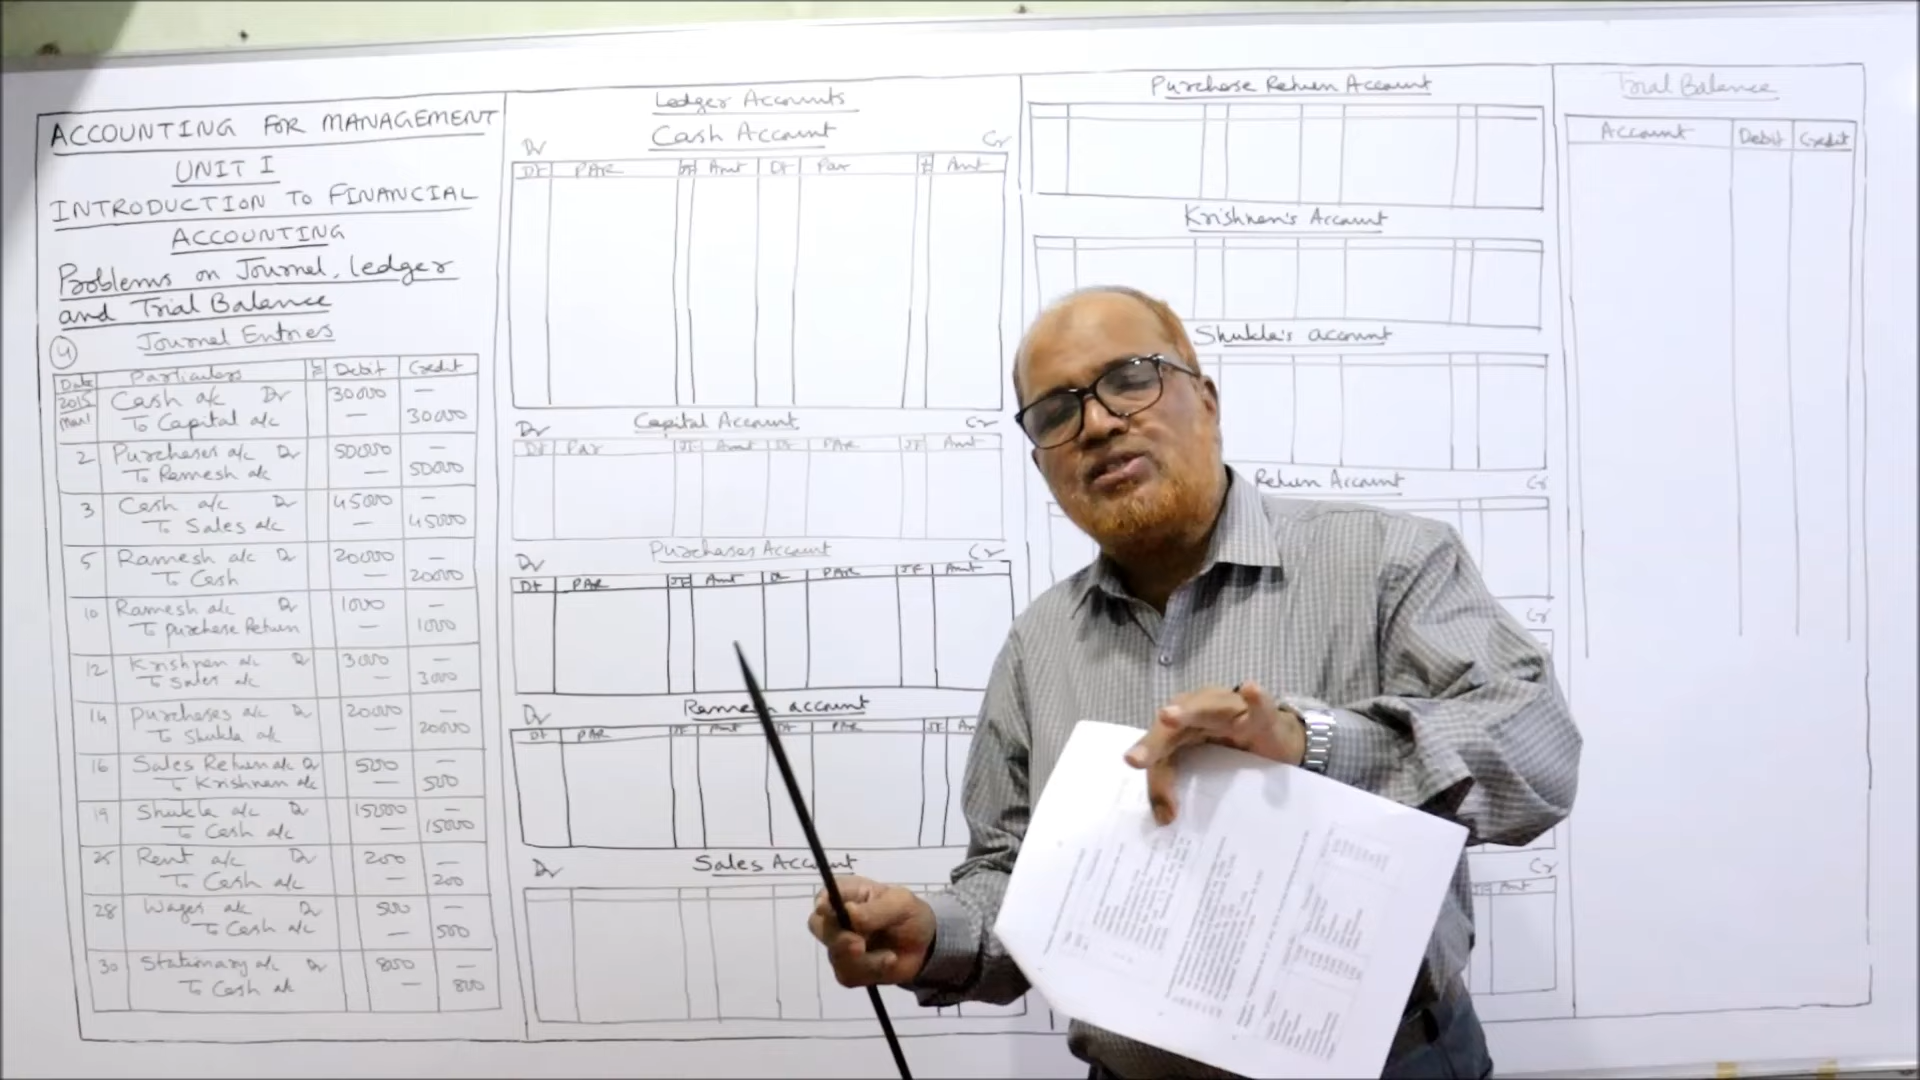 ACCOUNTING FOR MANAGEMENT
UNIT I
INTRODUCTION TO FINANCIAL
ACCOUNTING
Problems on Journal, ledger
and Trial Balance
4 Journal Entries
Date Particulars Debit Credit
2015 Cash a/c Dr 30000 —
Mar 1 To Capital a/c — 30000
2 Purchases a/c Dr 50000 —
To Ramesh a/c — 50000
3 Cash a/c Dr 45000 —
To Sales a/c — 45000
5 Ramesh a/c Dr 20000 —
To Cash — 20000
10 Ramesh a/c Dr 1000 —
To Purchase Return — 1000
12 Krishnan a/c Dr 3000 —
To Sales a/c — 3000
14 Purchases a/c Dr 20000 —
To Shukla a/c — 20000
16 Sales Return a/c Dr 500 —
To Krishnan a/c — 500
19 Shukla a/c Dr 15000 —
To Cash a/c — 15000
25 Rent a/c Dr 200 —
To Cash a/c — 200
28 Wages a/c Dr 500 —
To Cash a/c — 500
30 Stationary a/c Dr 800 —
To Cash a/c — 800
Ledger Accounts
Dr Cash Account Cr
Dt PAR JF Amt Dt Par JF Amt
Dr Capital Account Cr
Dt Par JF Amt Dt PAR JF Amt
Dr Purchases Account Cr
Dt PAR JF Amt Dt PAR JF Amt
Dr Ramesh account
Dt PAR JF Amt Dt PAR JF Am
Dr Sales Account
Purchase Return Account
Krishnan's Account
Shukla's account
Return Account Cr
Cr
Cr
JF Amt
Trial Balance
Account Debit Credit